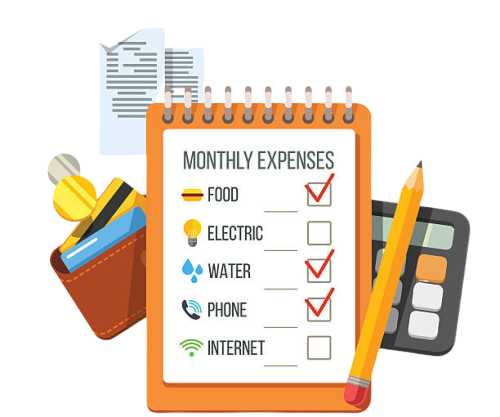 MONTHLY EXPENSES
FOOD
ELECTRIC
WATER
PHONE
INTERNET